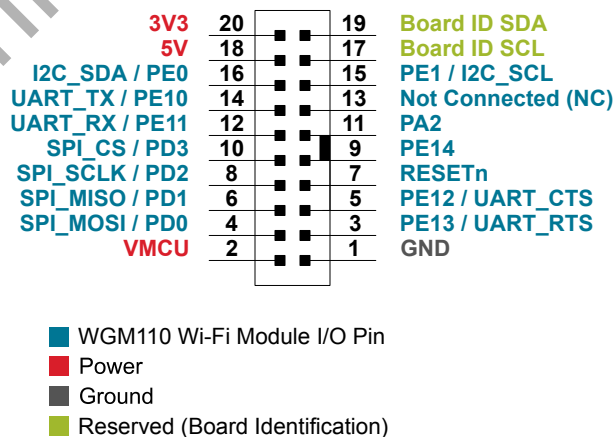 3V3 20 19 Board ID SDA
5V 18 17 Board ID SCL
I2C_SDA / PE0 16 15 PE1 / I2C_SCL
UART_TX / PE10 14 13 Not Connected (NC)
UART_RX / PE11 12 11 PA2
SPI_CS / PD3 10 9 PE14
SPI_SCLK / PD2 8 7 RESETn
SPI_MISO / PD1 6 5 PE12 / UART_CTS
SPI_MOSI / PD0 4 3 PE13 / UART_RTS
VMCU 2 1 GND
WGM110 Wi-Fi Module I/O Pin
Power
Ground
Reserved (Board Identification)